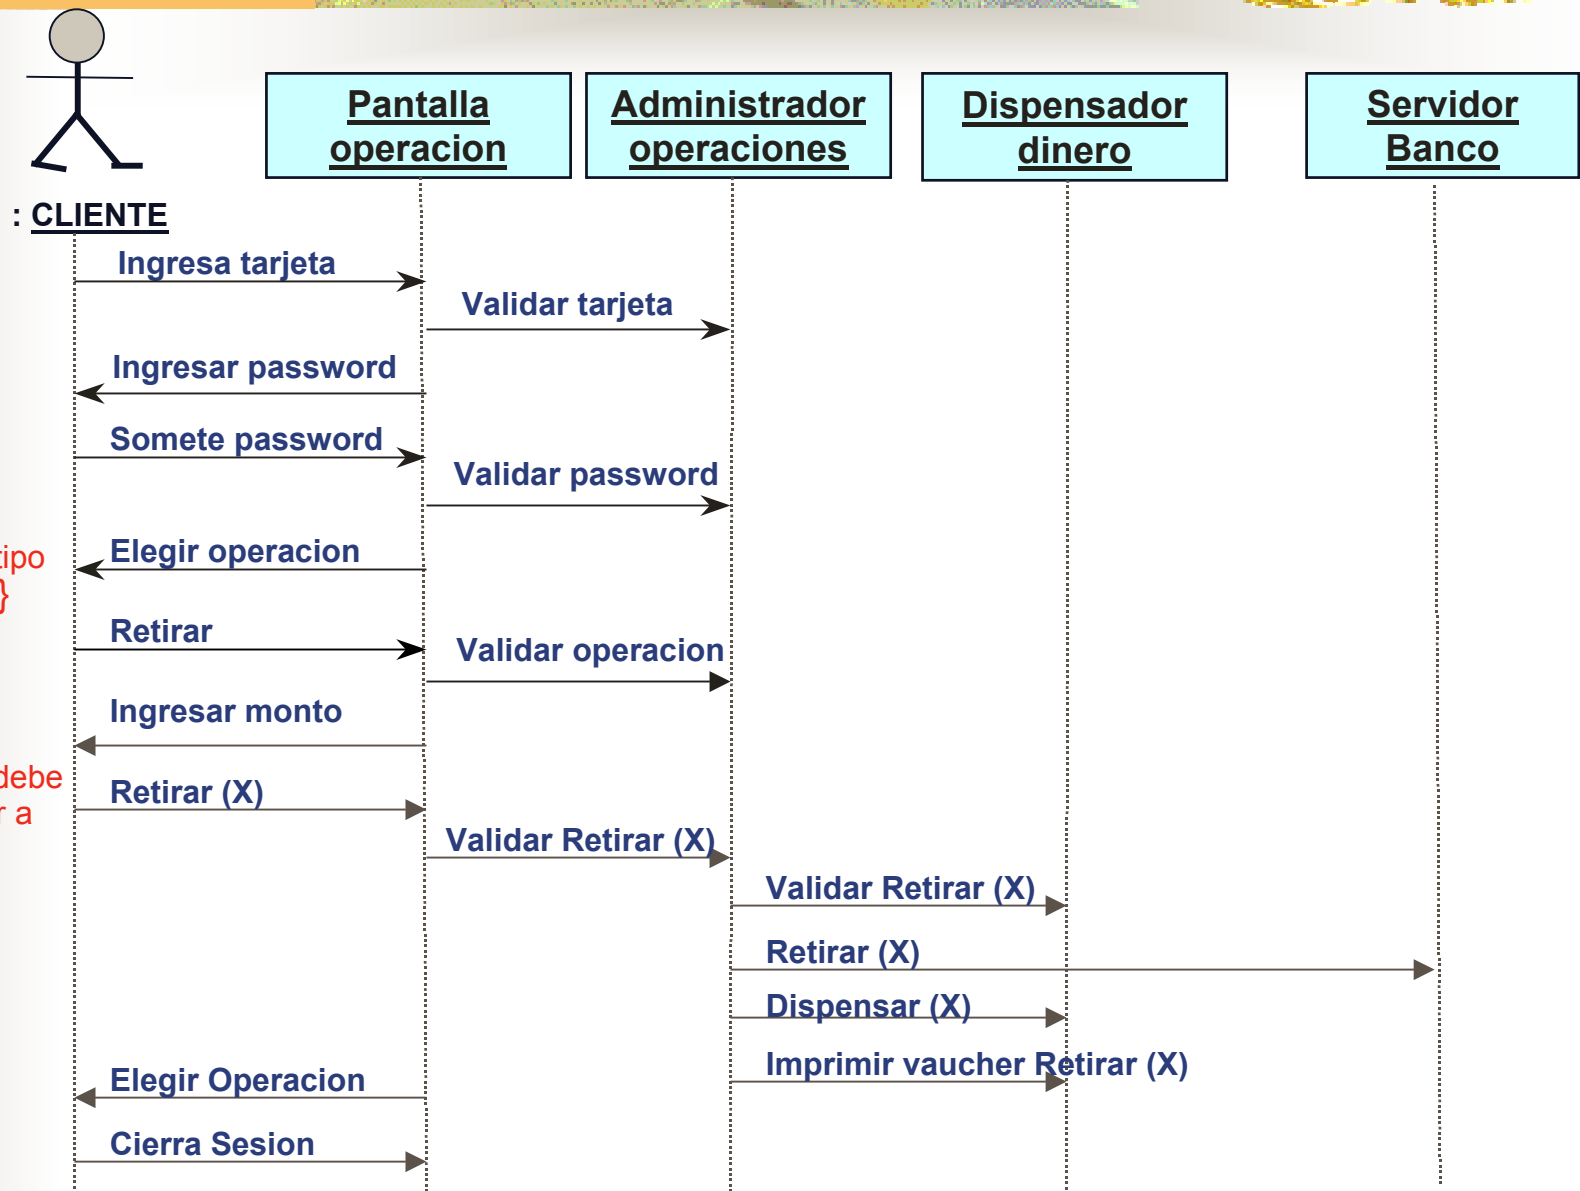 Pantalla
operacion
Administrador
operaciones
Dispensador
dinero
Servidor
Banco
: CLIENTE
Ingresa tarjeta
Validar tarjeta
Ingresar password
Somete password
Validar password
tipo
}
Elegir operacion
Retirar
Validar operacion
Ingresar monto
debe
r a
Retirar (X)
Validar Retirar (X)
Validar Retirar (X)
Retirar (X)
Dispensar (X)
Imprimir vaucher Retirar (X)
Elegir Operacion
Cierra Sesion